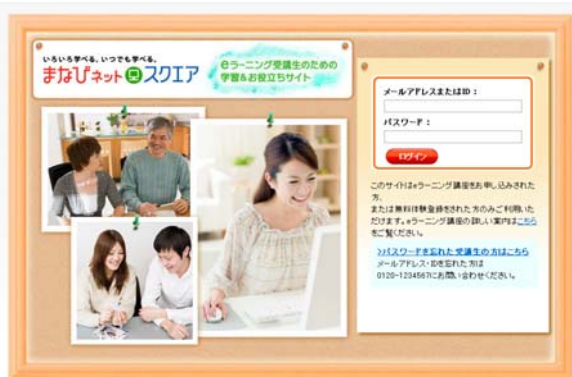 いろいろ学べる、いつでも学べる。
まなびネットスクエア
eラーニング受講生のための
学習&お役立ちサイト
メールアドレスまたはID：
パスワード：
ログイン
このサイトはeラーニング講座をお申し込みされた
方、
または無料体験登録をされた方のみご利用いた
だけます。eラーニング講座の詳しい案内はこちら
をご覧ください。
>パスワードを忘れた受講生の方はこちら
メールアドレス・IDを忘れた方は
0120-1234567にお問い合わせください。